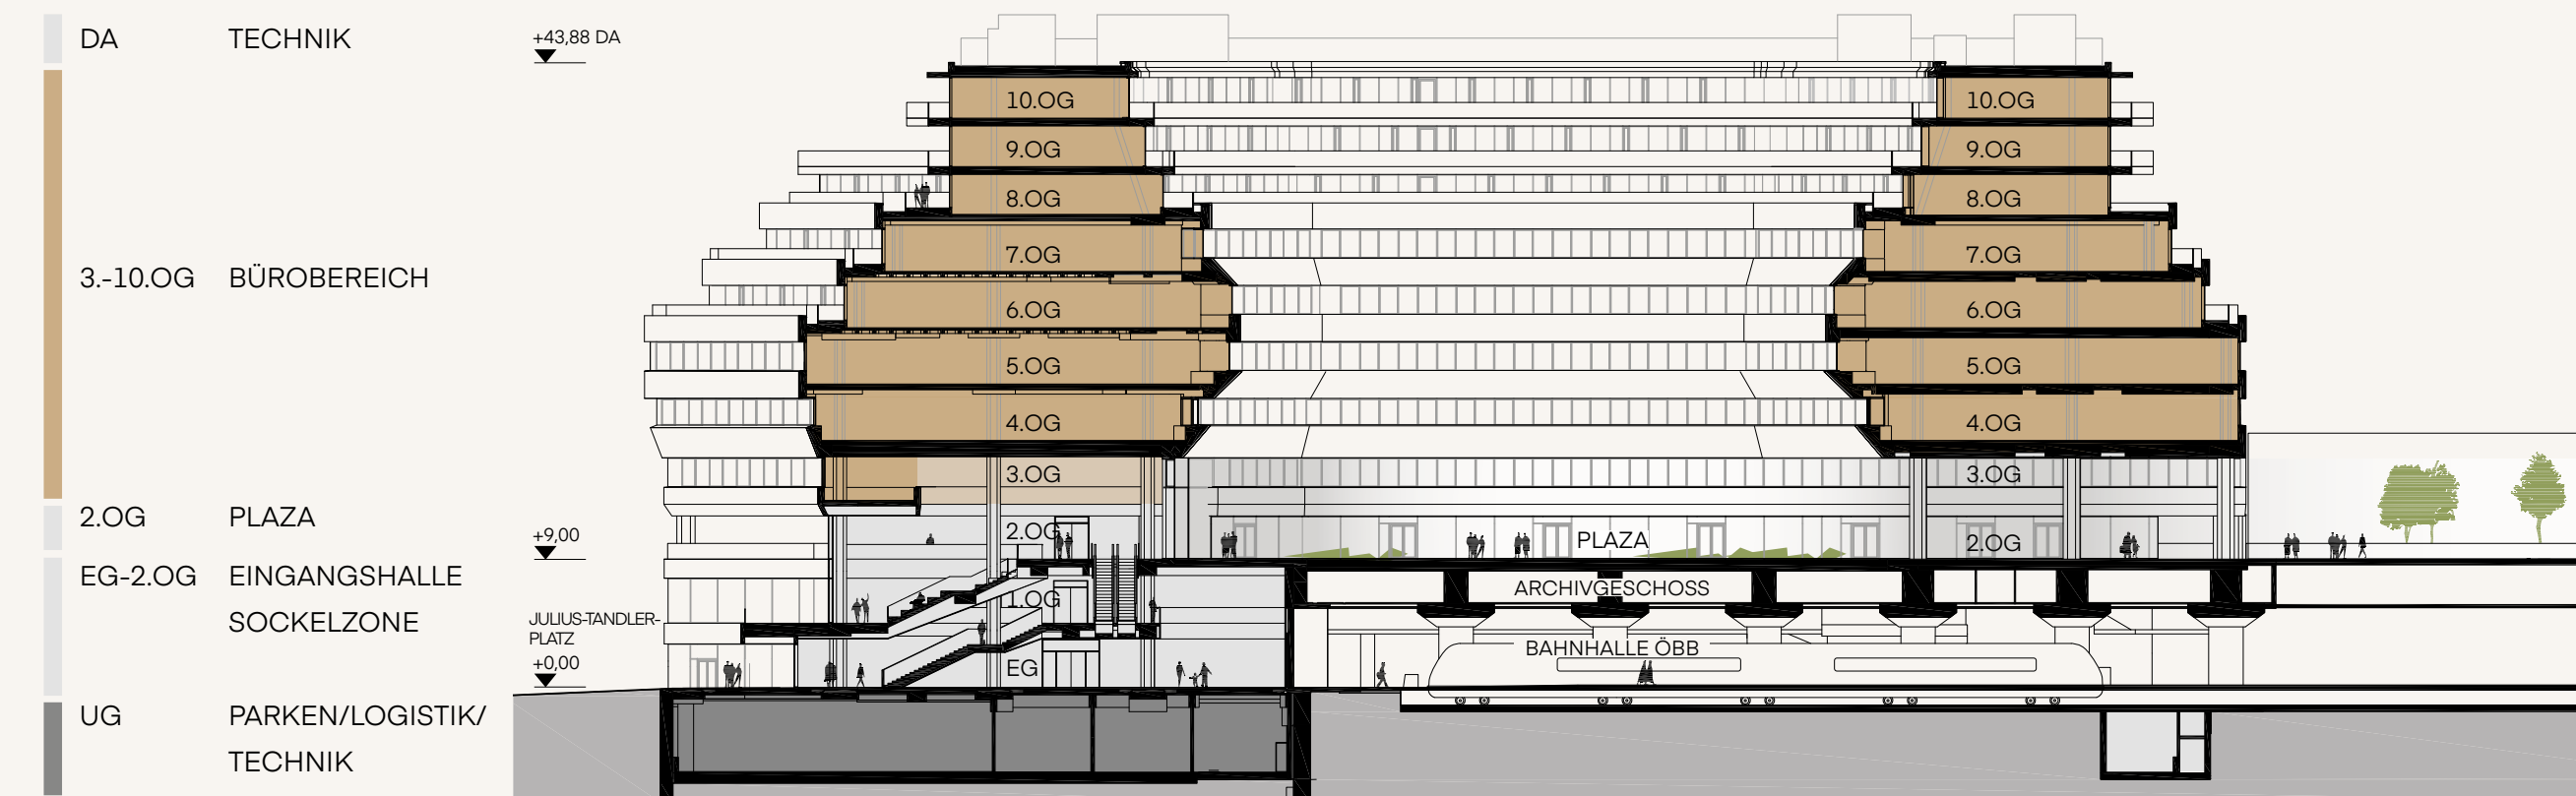 DA TECHNIK
3.-10.OG BÜROBEREICH
2.OG PLAZA
EG-2.OG EINGANGSHALLE
SOCKELZONE
UG PARKEN/LOGISTIK/
TECHNIK
+43,88 DA
+9,00
JULIUS-TANDLER-
PLATZ
+0,00
10.OG
9.OG
8.OG
7.OG
6.OG
5.OG
4.OG
3.OG
2.OG
1.OG
EG
PLAZA
ARCHIVGESCHOSS
BAHNHALLE ÖBB
10.OG
9.OG
8.OG
7.OG
6.OG
5.OG
4.OG
3.OG
2.OG